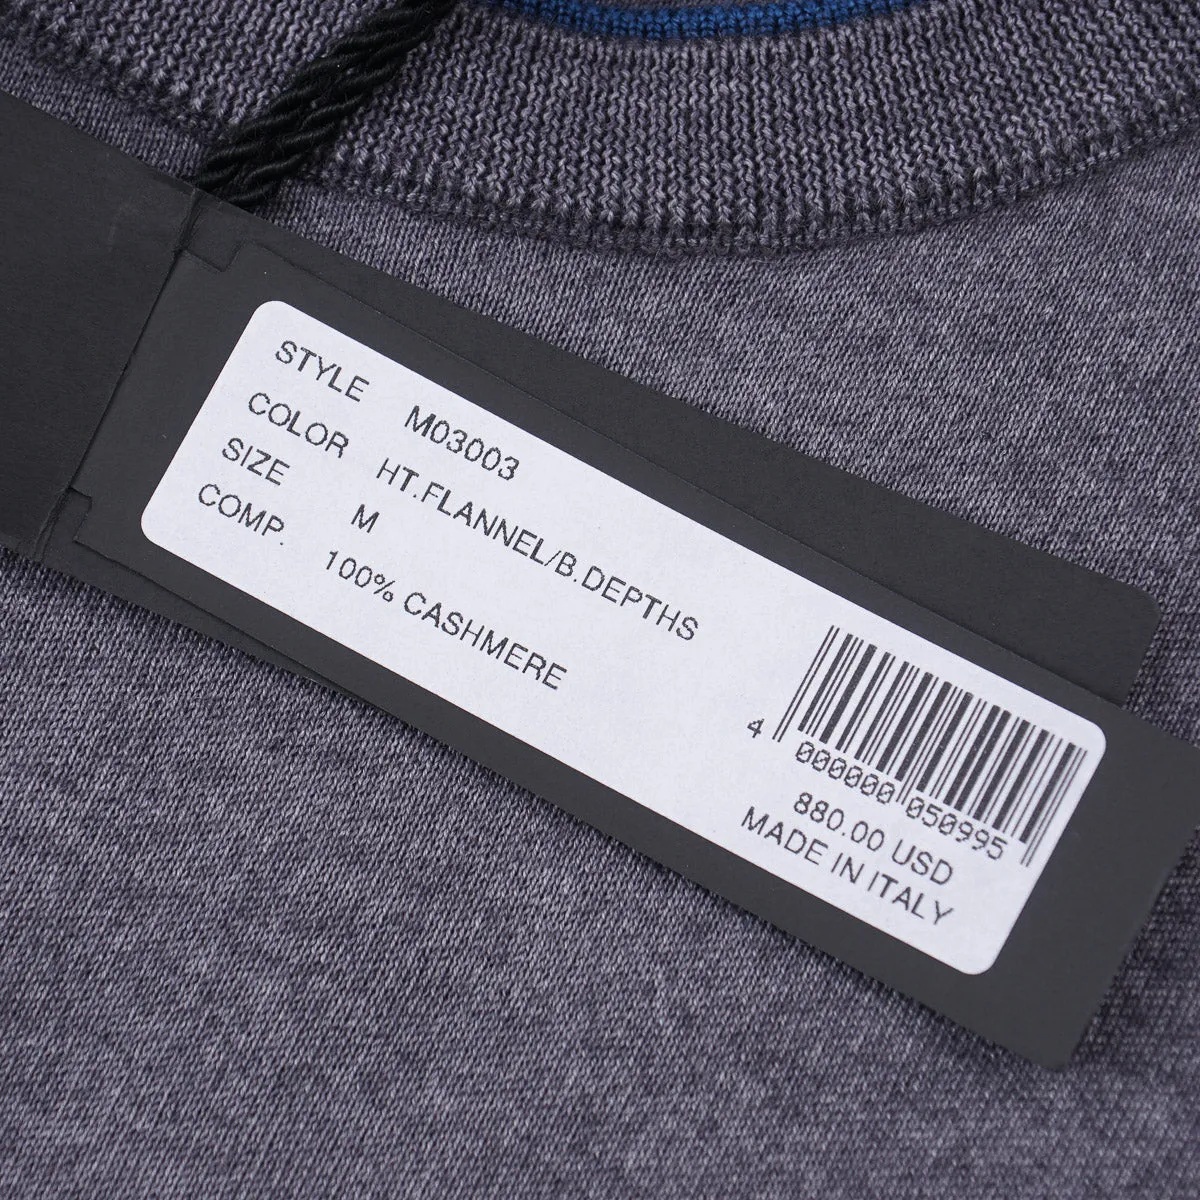 STYLE M03003
COLOR HT.FLANNEL/B.DEPTHS
SIZE M
COMP. 100% CASHMERE
4 000000 050995
880.00 USD
MADE IN ITALY